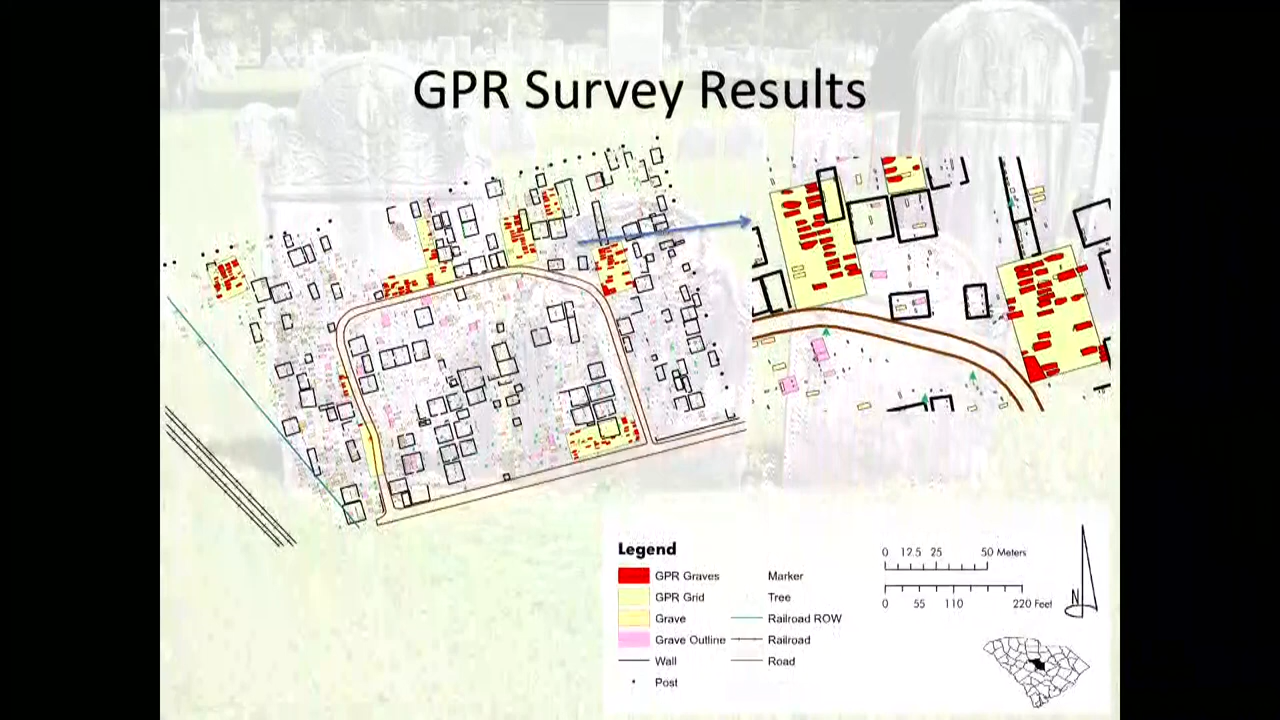 GPR Survey Results
Legend
GPR Graves
GPR Grid
Grave
Grave Outline
Wall
Post
Marker
Tree
Railroad ROW
Railroad
Road
0 12.5 25 50 Meters
0 55 110 220 Feet
N